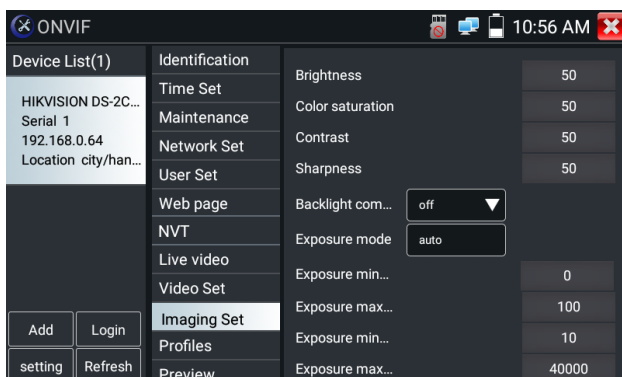 ONVIF
10:56 AM
Device List(1)
HIKVISION DS-2C...
Serial 1
192.168.0.64
Location city/han...
Add
Login
setting
Refresh
Identification
Time Set
Maintenance
Network Set
User Set
Web page
NVT
Live video
Video Set
Imaging Set
Profiles
Preview
Brightness 50
Color saturation 50
Contrast 50
Sharpness 50
Backlight com... off
Exposure mode auto
Exposure min... 0
Exposure max... 100
Exposure min... 10
Exposure max... 40000